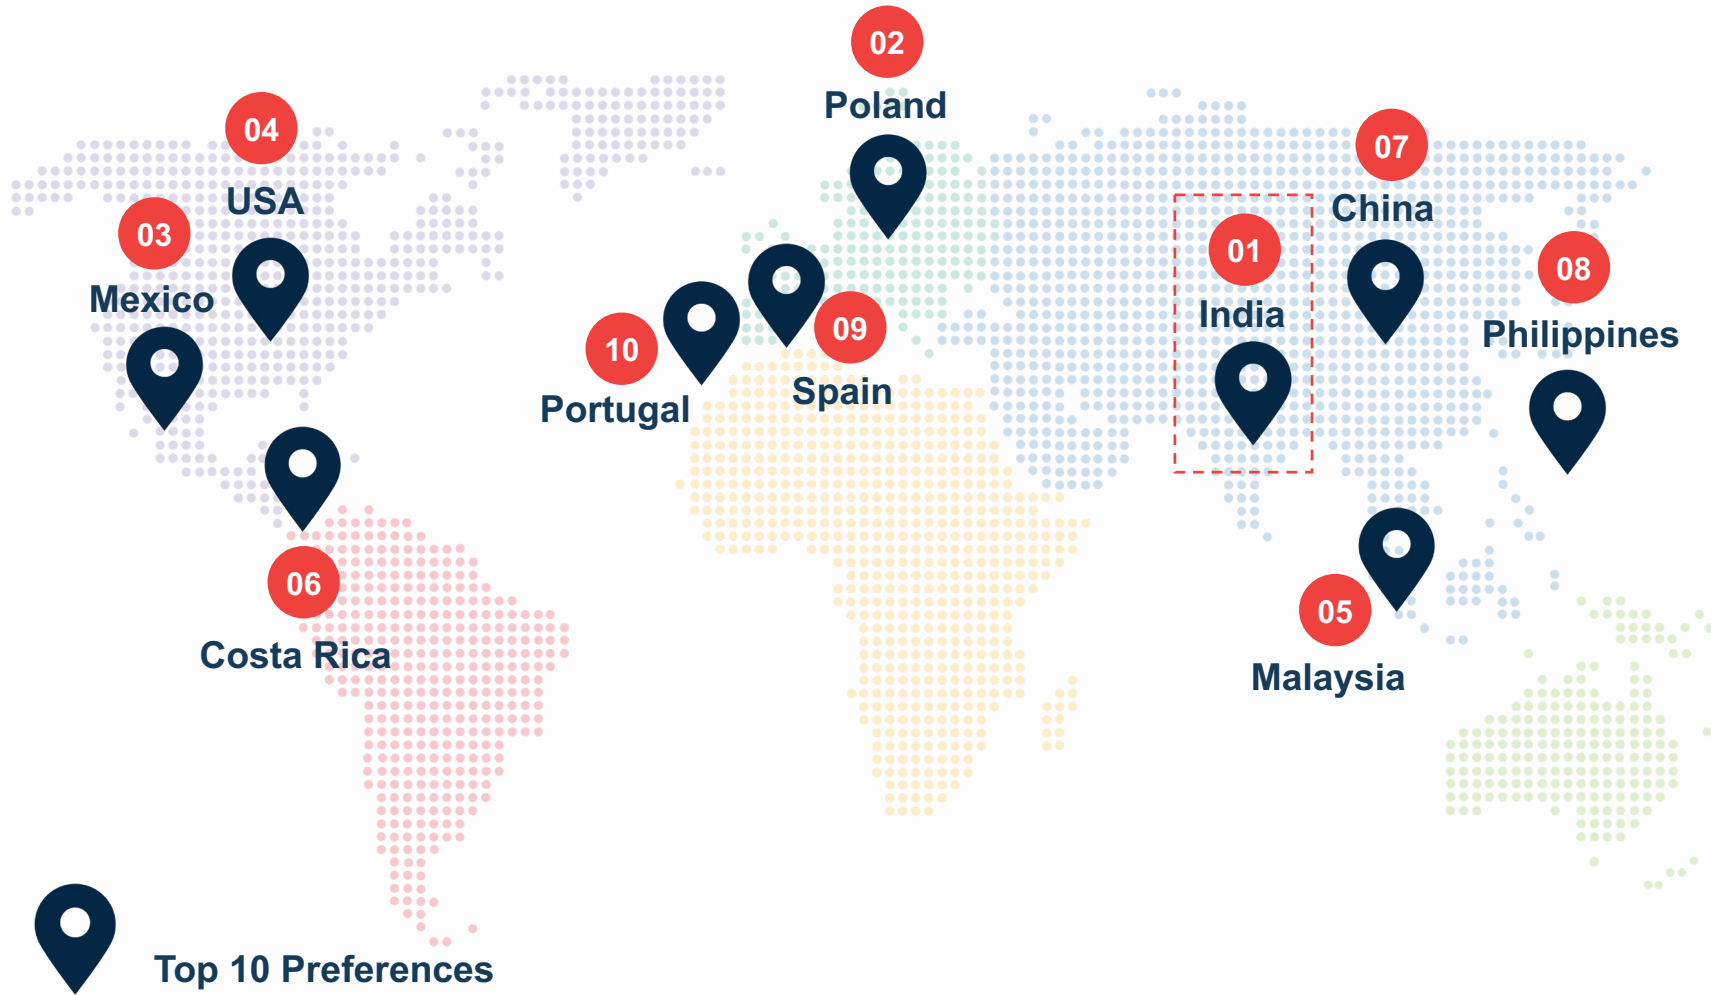 02
Poland
04
USA
07
China
03
Mexico
01
India
08
Philippines
10
Portugal
09
Spain
06
Costa Rica
05
Malaysia
Top 10 Preferences